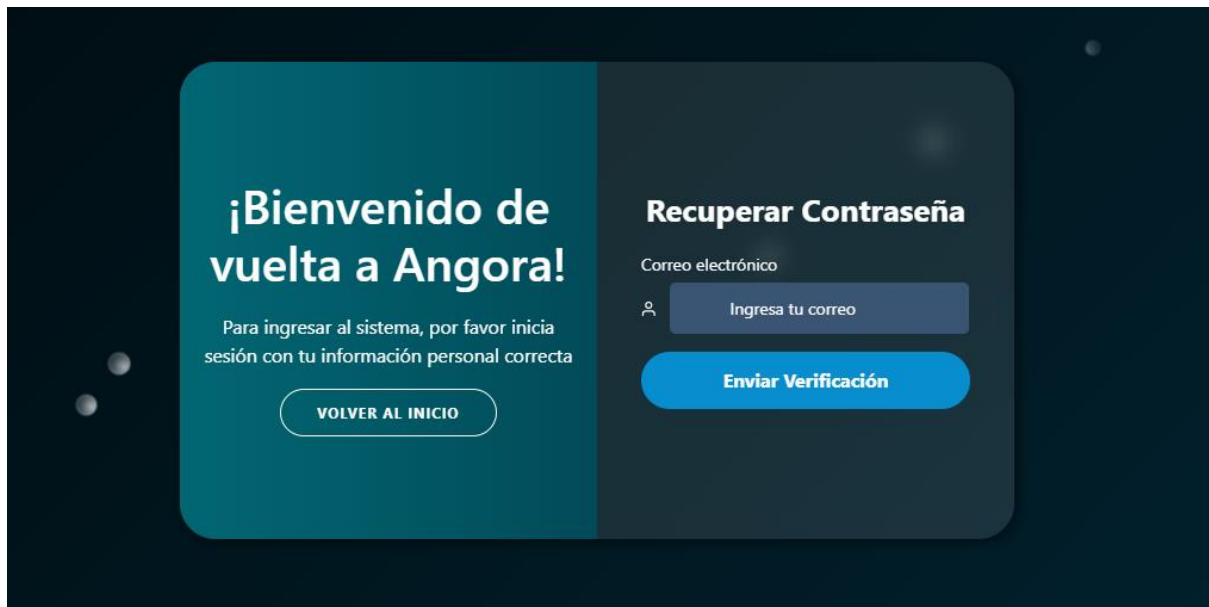 ¡Bienvenido de
vuelta a Angora!
Para ingresar al sistema, por favor inicia
sesión con tu información personal correcta
VOLVER AL INICIO
Recuperar Contraseña
Correo electrónico
Ingresa tu correo
Enviar Verificación